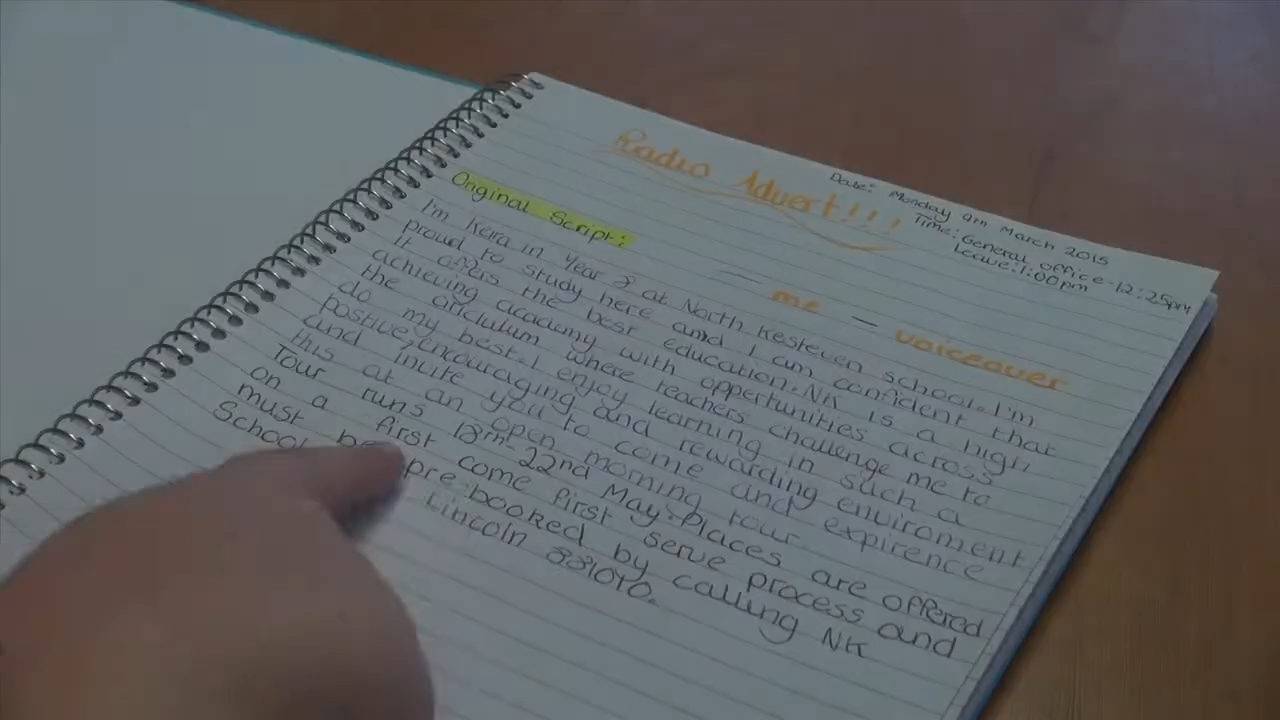 Radio Advert!!!
Date: Monday 9th March 2015
Time: General office - 12:25pm
Leave: 1:00pm
Original Script:
— me — voiceover
I'm Keira in Year 8 at North Kesteven School. I'm
proud to study here and I am confident that
it offers the best education. NK is a high
achieving academy with opportunities across
the cirriculum where teachers challenge me to
do my best. I enjoy learning in such a
postive, encouraging and rewarding enviroment
and invite you to come and expirence
this at an open morning tour.
Tour runs 18th-22nd May. Places are offered
on a first come first serve process and
must be pre-booked by calling NK
School Lincoln 881010.